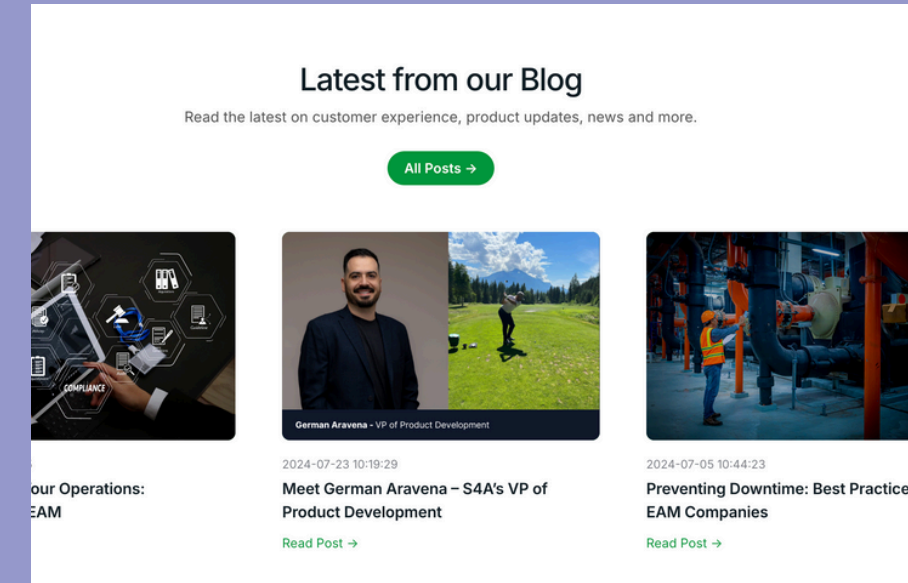 Latest from our Blog
Read the latest on customer experience, product updates, news and more.
All Posts →
COMPLIANCE
German Aravena - VP of Product Development
2024-07-23 10:19:29
2024-07-05 10:44:23
our Operations:
EAM
Meet German Aravena – S4A's VP of
Product Development
Preventing Downtime: Best Practice
EAM Companies
Read Post →
Read Post →